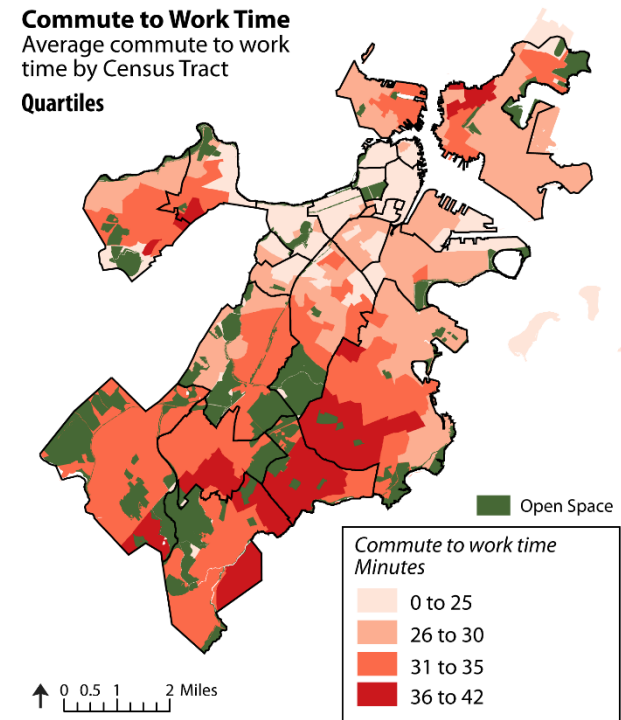 Commute to Work Time
Average commute to work
time by Census Tract
Quartiles
Open Space
Commute to work time
Minutes
0 to 25
26 to 30
31 to 35
36 to 42
0 0.5 1 2 Miles